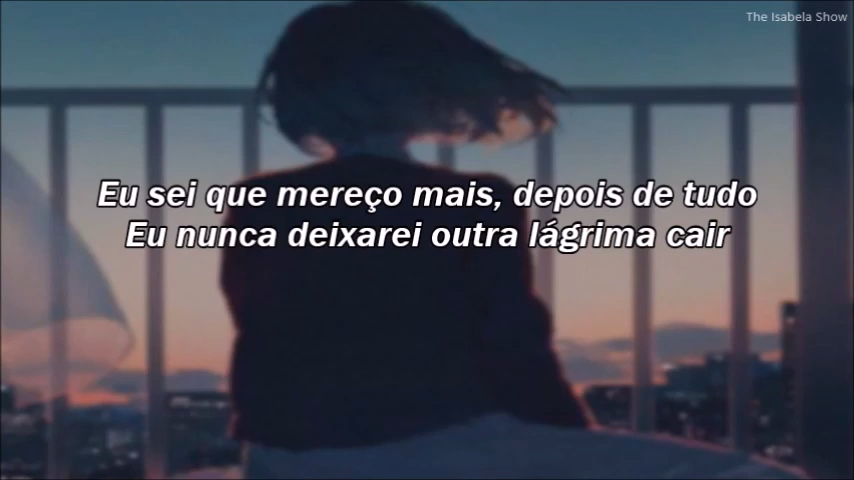 The Isabela Show
Eu sei que mereço mais, depois de tudo
Eu nunca deixarei outra lágrima cair